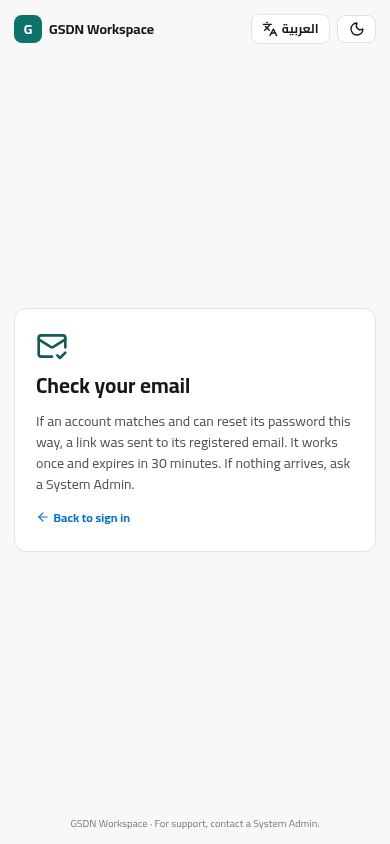 G GSDN Workspace
العربية
Check your email
If an account matches and can reset its password this
way, a link was sent to its registered email. It works
once and expires in 30 minutes. If nothing arrives, ask
a System Admin.
Back to sign in
GSDN Workspace · For support, contact a System Admin.